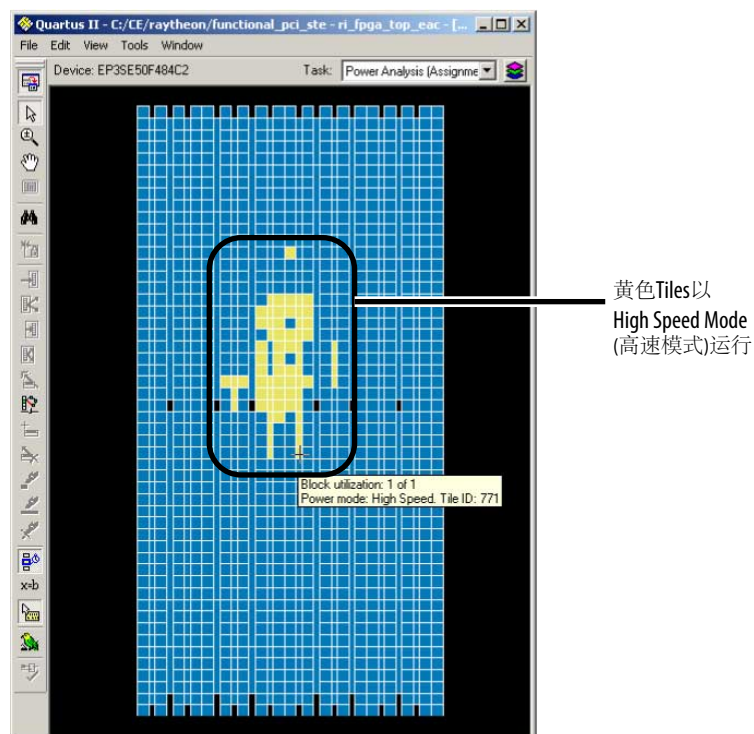 Quartus II - C:/CE/raytheon/functional_pci_ste - ri_fpga_top_eac - [...
File Edit View Tools Window
Device: EP3SE50F484C2 Task: Power Analysis (Assignme
x=b
Block utilization: 1 of 1
Power mode: High Speed. Tile ID: 771
黄色Tiles以
High Speed Mode
(高速模式)运行